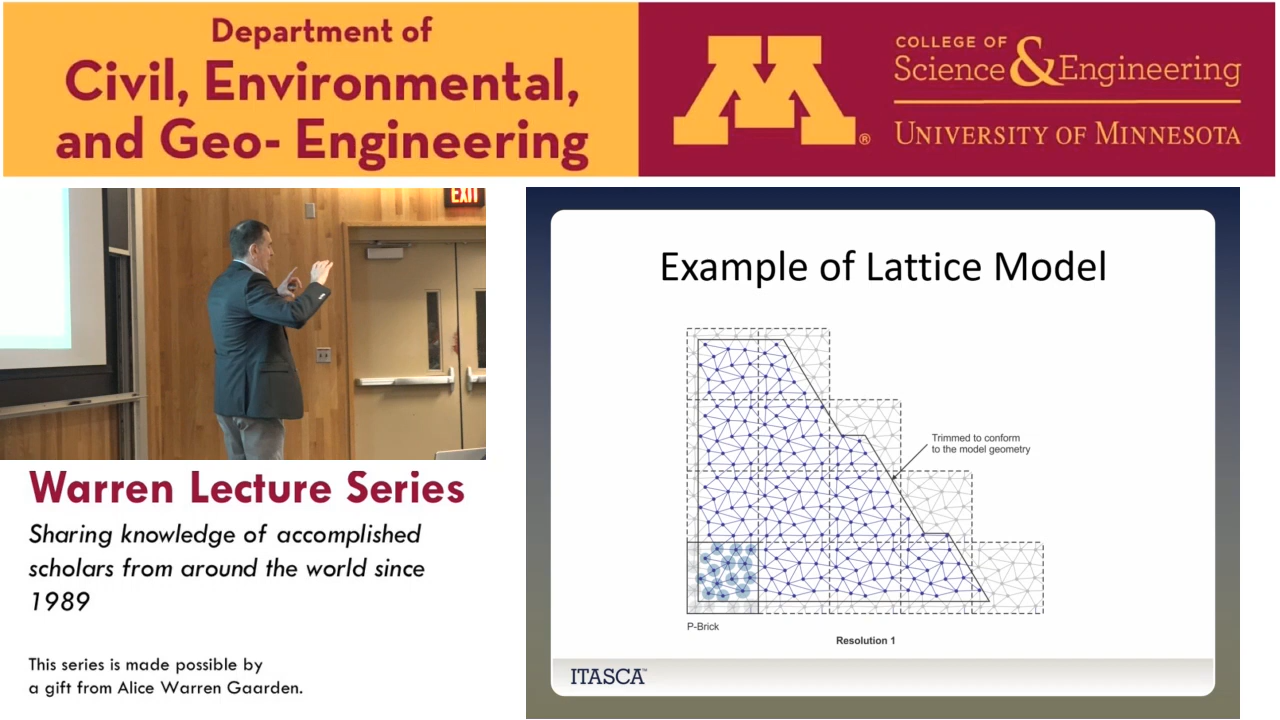 Department of
Civil, Environmental,
and Geo- Engineering
COLLEGE OF
Science & Engineering
UNIVERSITY OF MINNESOTA
®
EXIT
Warren Lecture Series
Sharing knowledge of accomplished
scholars from around the world since
1989
This series is made possible by
a gift from Alice Warren Gaarden.
Example of Lattice Model
Trimmed to conform
to the model geometry
P-Brick
Resolution 1
ITASCA™